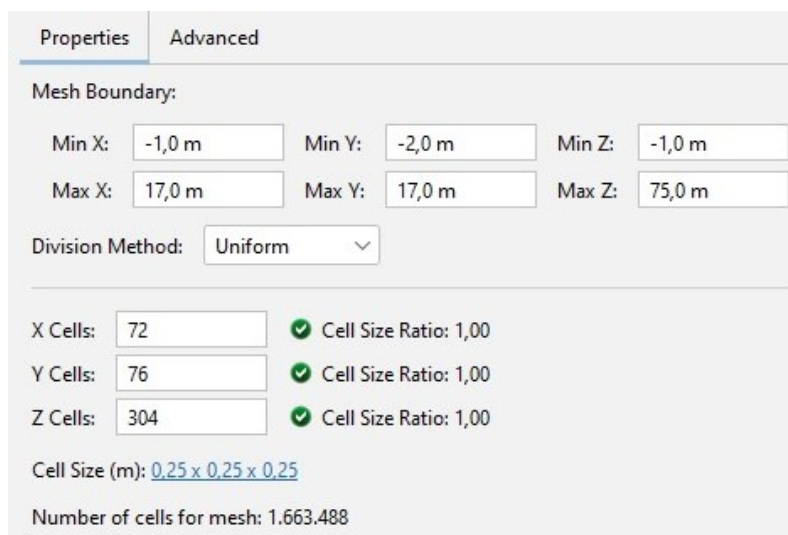 Properties Advanced
Mesh Boundary:
Min X: -1,0 m Min Y: -2,0 m Min Z: -1,0 m
Max X: 17,0 m Max Y: 17,0 m Max Z: 75,0 m
Division Method: Uniform
X Cells: 72 Cell Size Ratio: 1,00
Y Cells: 76 Cell Size Ratio: 1,00
Z Cells: 304 Cell Size Ratio: 1,00
Cell Size (m): 0,25 x 0,25 x 0,25
Number of cells for mesh: 1.663.488